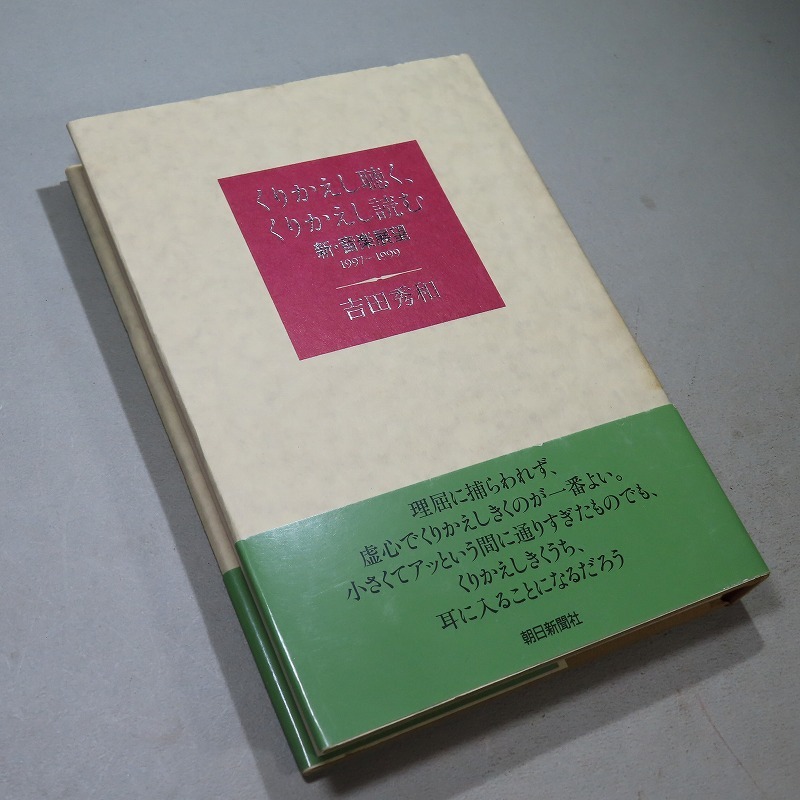 くりかえし聴く、
くりかえし読む
新・音楽展望
1997~1999
吉田秀和
理屈に捕らわれず、
虚心でくりかえしきくのが一番よい。
小さくてアッという間に通りすぎたものでも、
くりかえしきくうち、
耳に入ることになるだろう
朝日新聞社